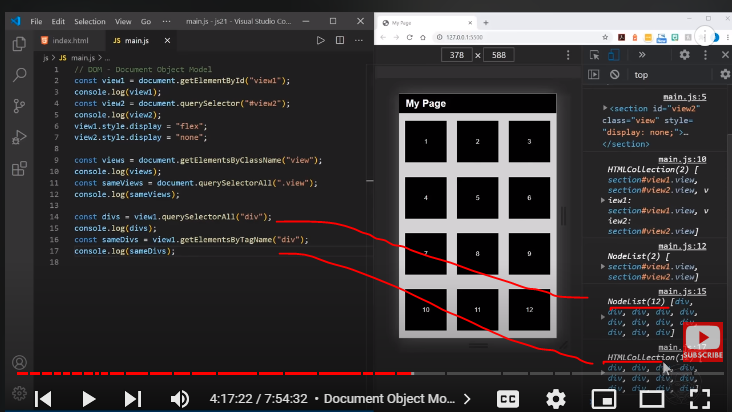 File Edit Selection View Go ··· main.js - js21 - Visual Studio Co...
index.html
main.js
js > main.js > ...
1 // DOM - Document Object Model
2 const view1 = document.getElementById("view1");
3 console.log(view1);
4 const view2 = document.querySelector("#view2");
5 console.log(view2);
6 view1.style.display = "flex";
7 view2.style.display = "none";
8
9 const views = document.getElementsByClassName("view");
10 console.log(views);
11 const sameViews = document.querySelectorAll(".view");
12 console.log(sameViews);
13
14 const divs = view1.querySelectorAll("div");
15 console.log(divs);
16 const sameDivs = view1.getElementsByTagName("div");
17 console.log(sameDivs);
18
My Page
127.0.0.1:5500
378 × 588
My Page
1 2 3
4 5 6
7 8 9
10 11 12
top
main.js:5
<section id="view2"
class="view" style=
"display: none;">…
</section>
main.js:10
HTMLCollection(2) [
section#view1.view,
section#view2.view, v
iew1:
section#view1.view, v
iew2:
section#view2.view]
main.js:12
NodeList(2) [
section#view1.view,
section#view2.view]
main.js:15
NodeList(12) [div,
div, div, div, div,
div, div, div, div,
div, div, div]
HTMLCollection(1
div, div, div, div,
div, div, div, div,
SUBSCRIBE
4:17:22 / 7:54:32 • Document Object Mo... >
CC